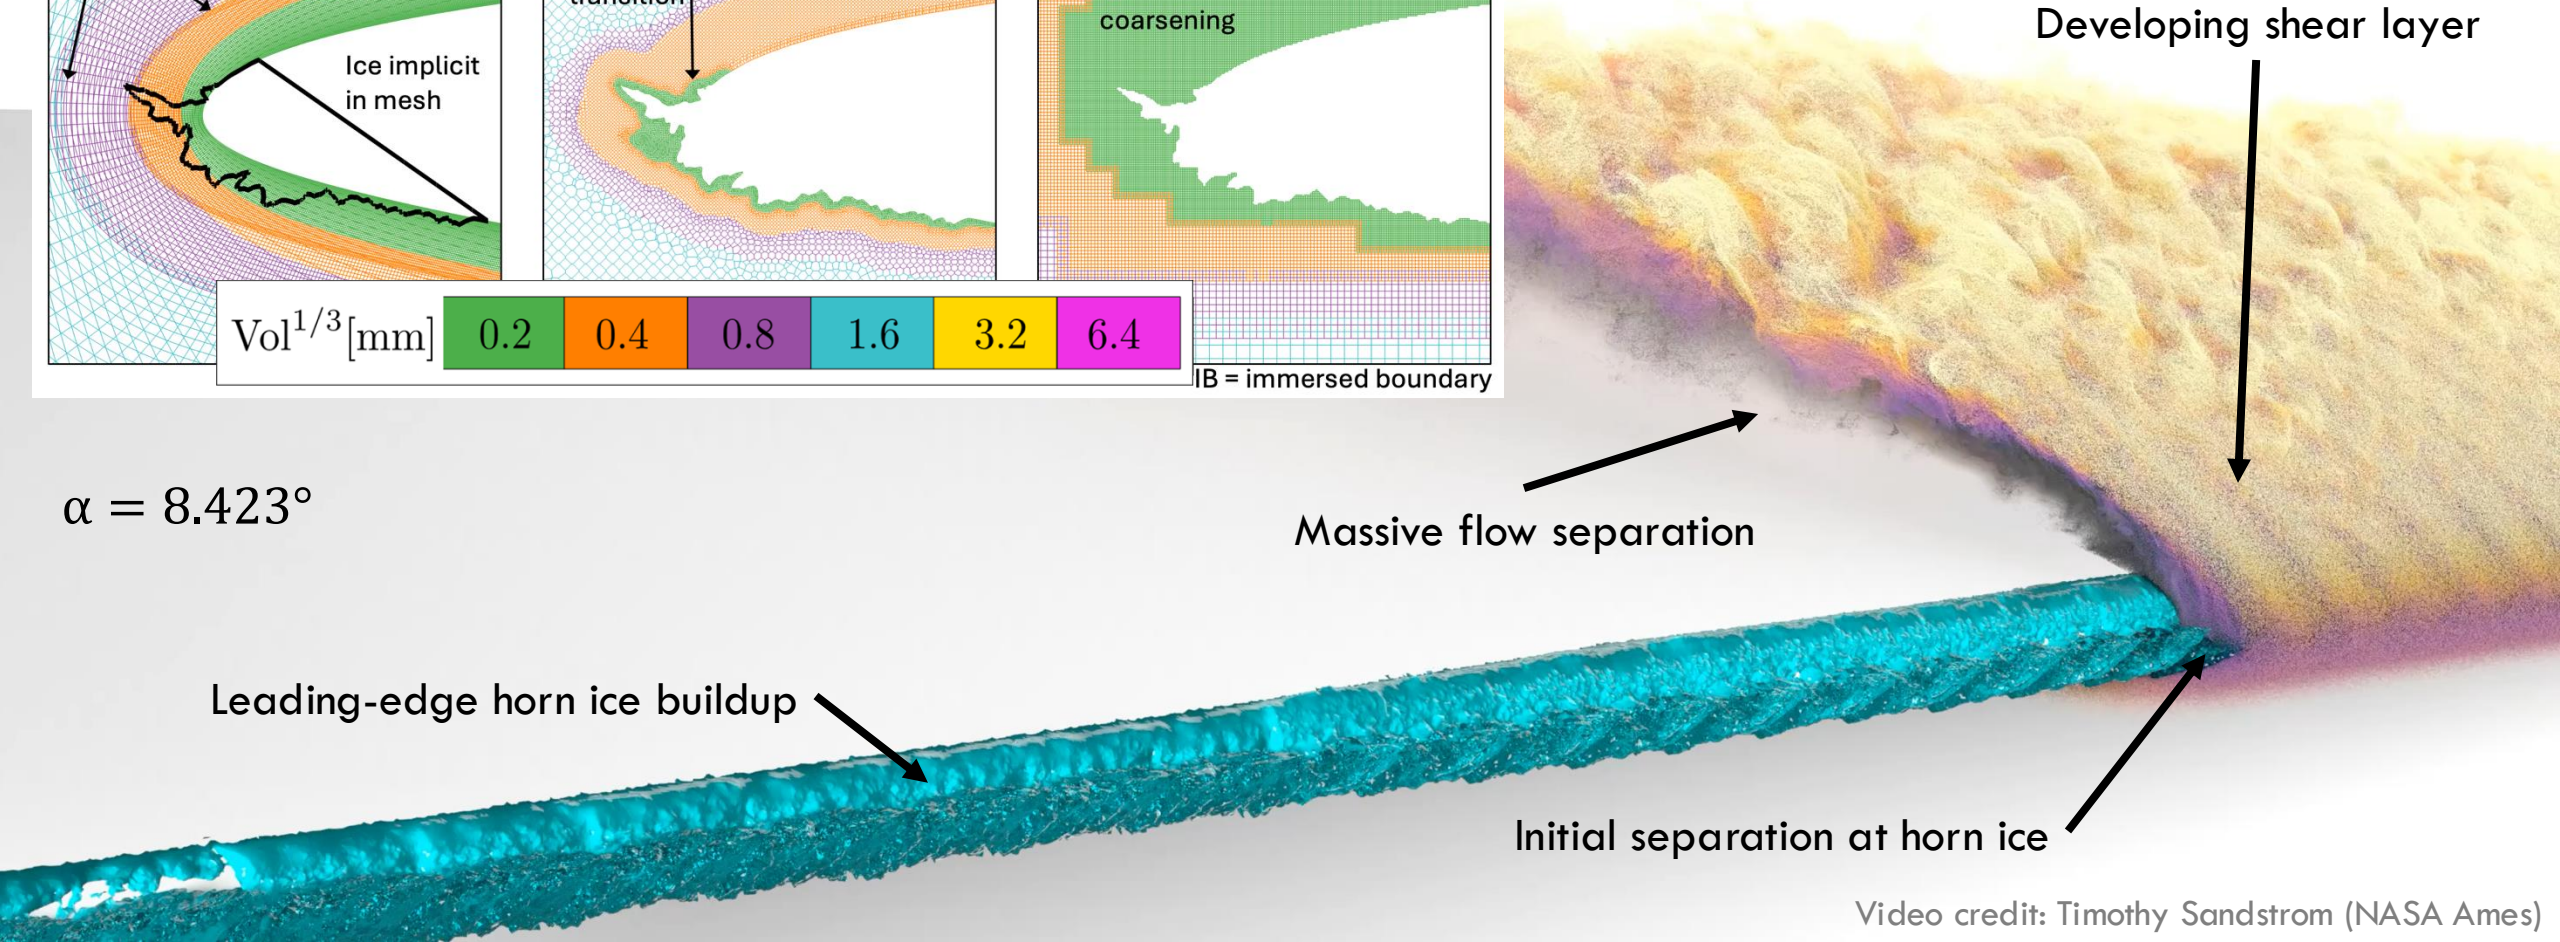 transition
coarsening
Developing shear layer
Ice implicit
in mesh
Vol^{1/3}[mm] 0.2 0.4 0.8 1.6 3.2 6.4
IB = immersed boundary
α = 8.423°
Massive flow separation
Leading-edge horn ice buildup
Initial separation at horn ice
Video credit: Timothy Sandstrom (NASA Ames)